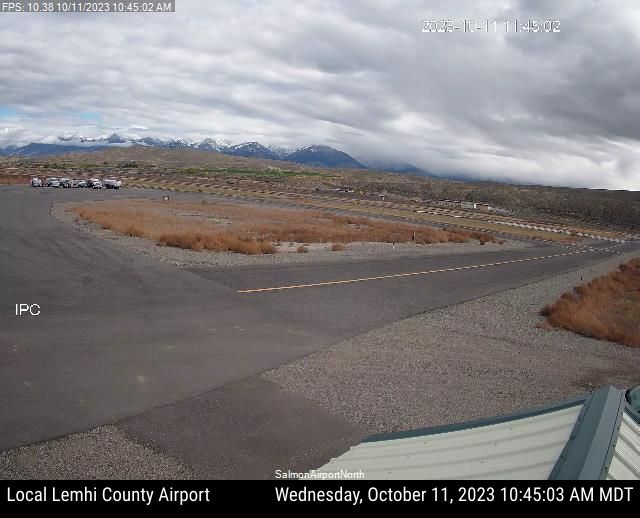 FPS: 10.38 10/11/2023 10:45:02 AM
2023-10-11 11:45:02
IPC
SalmonAirportNorth
Local Lemhi County Airport Wednesday, October 11, 2023 10:45:03 AM MDT